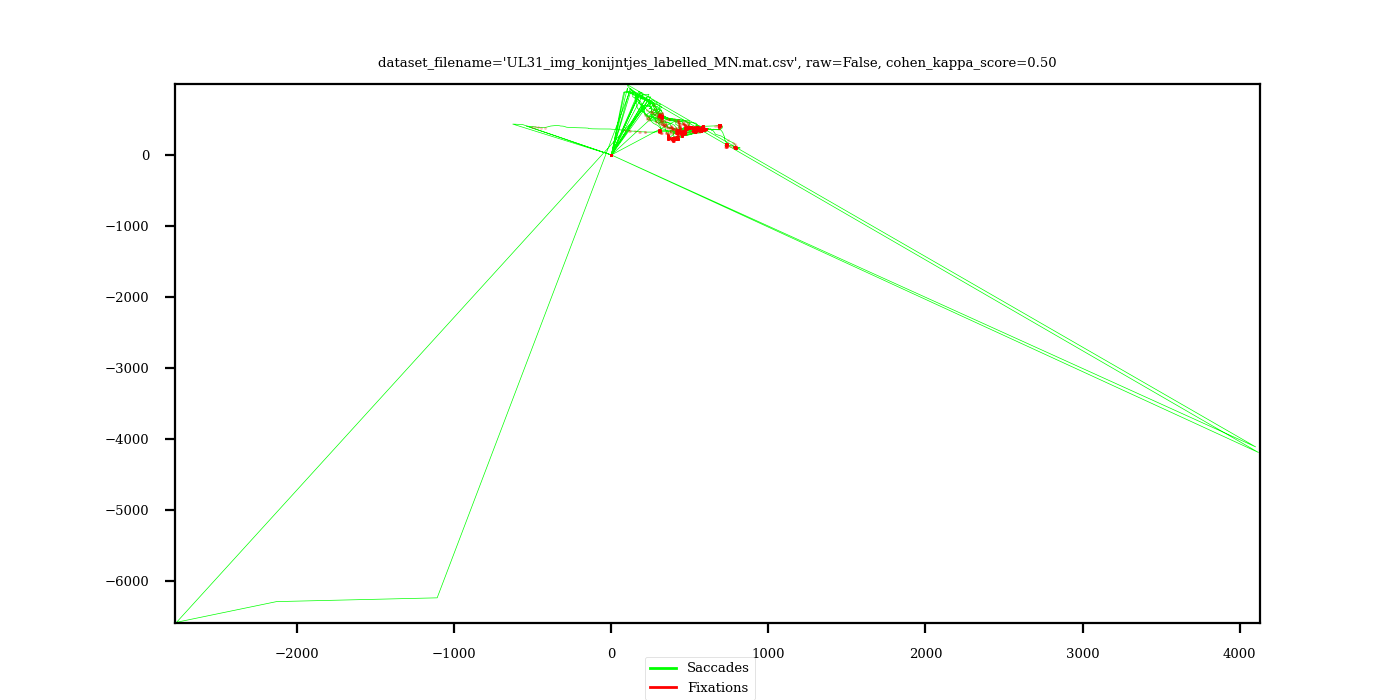 dataset_filename='UL31_img_konijntjes_labelled_MN.mat.csv', raw=False, cohen_kappa_score=0.50
0
−1000
−2000
−3000
−4000
−5000
−6000
−2000 −1000 0 1000 2000 3000 4000
Saccades
Fixations